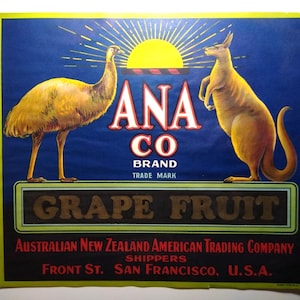 ANA
CO
BRAND
TRADE MARK
GRAPE FRUIT
AUSTRALIAN NEW ZEALAND AMERICAN TRADING COMPANY
SHIPPERS
FRONT ST. SAN FRANCISCO, U.S.A.